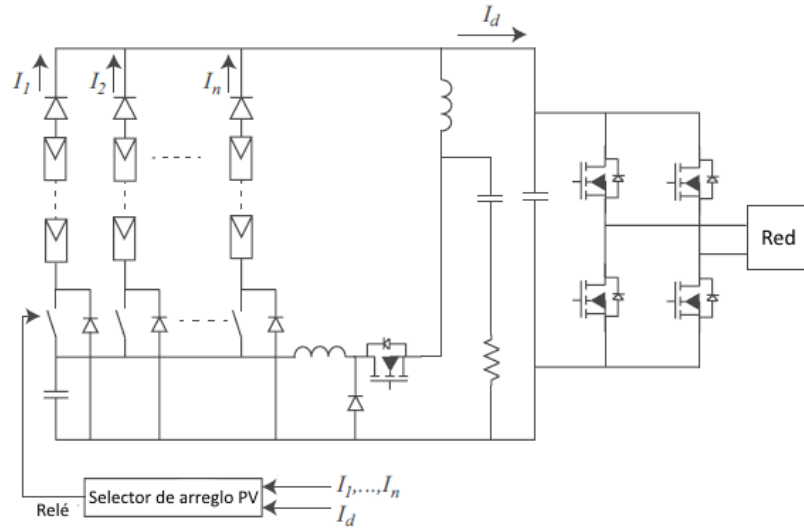 I_d
I_1
I_2
I_n
Red
Selector de arreglo PV
I_1,...,I_n
I_d
Relé